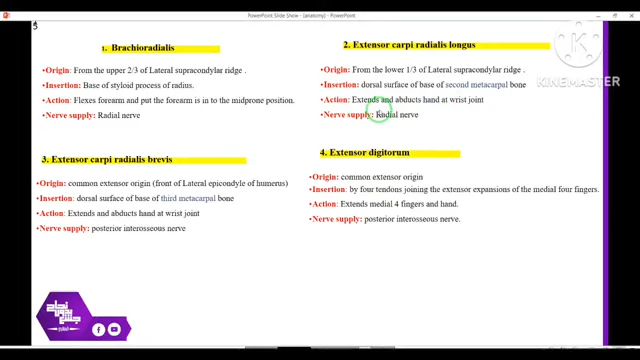 PowerPoint Slide Show - [anatomy] - PowerPoint
KINEMASTER
1. Brachioradialis
•Origin: From the upper 2/3 of Lateral supracondylar ridge .
•Insertion: Base of styloid process of radius.
•Action: Flexes forearm and put the forearm is in to the midprone position.
•Nerve supply: Radial nerve
2. Extensor carpi radialis longus
•Origin: From the lower 1/3 of Lateral supracondylar ridge .
•Insertion: dorsal surface of base of second metacarpal bone
•Action: Extends and abducts hand at wrist joint
•Nerve supply: Radial nerve
3. Extensor carpi radialis brevis
•Origin: common extensor origin (front of Lateral epicondyle of humerus)
•Insertion: dorsal surface of base of third metacarpal bone
•Action: Extends and abducts hand at wrist joint
•Nerve supply: posterior interosseous nerve
4. Extensor digitorum
•Origin: common extensor origin
•Insertion: by four tendons joining the extensor expansions of the medial four fingers.
•Action: Extends medial 4 fingers and hand.
•Nerve supply: posterior interosseous nerve.